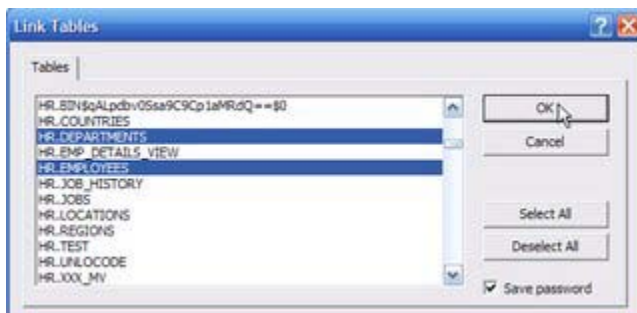 Link Tables
Tables
HR.BIN$qALpdbv0Ssa9C9Cp1aMRdQ==$0
HR.COUNTRIES
HR.DEPARTMENTS
HR.EMP_DETAILS_VIEW
HR.EMPLOYEES
HR.JOB_HISTORY
HR.JOBS
HR.LOCATIONS
HR.REGIONS
HR.TEST
HR.UNLOCODE
HR.XXX_MV
OK
Cancel
Select All
Deselect All
Save password